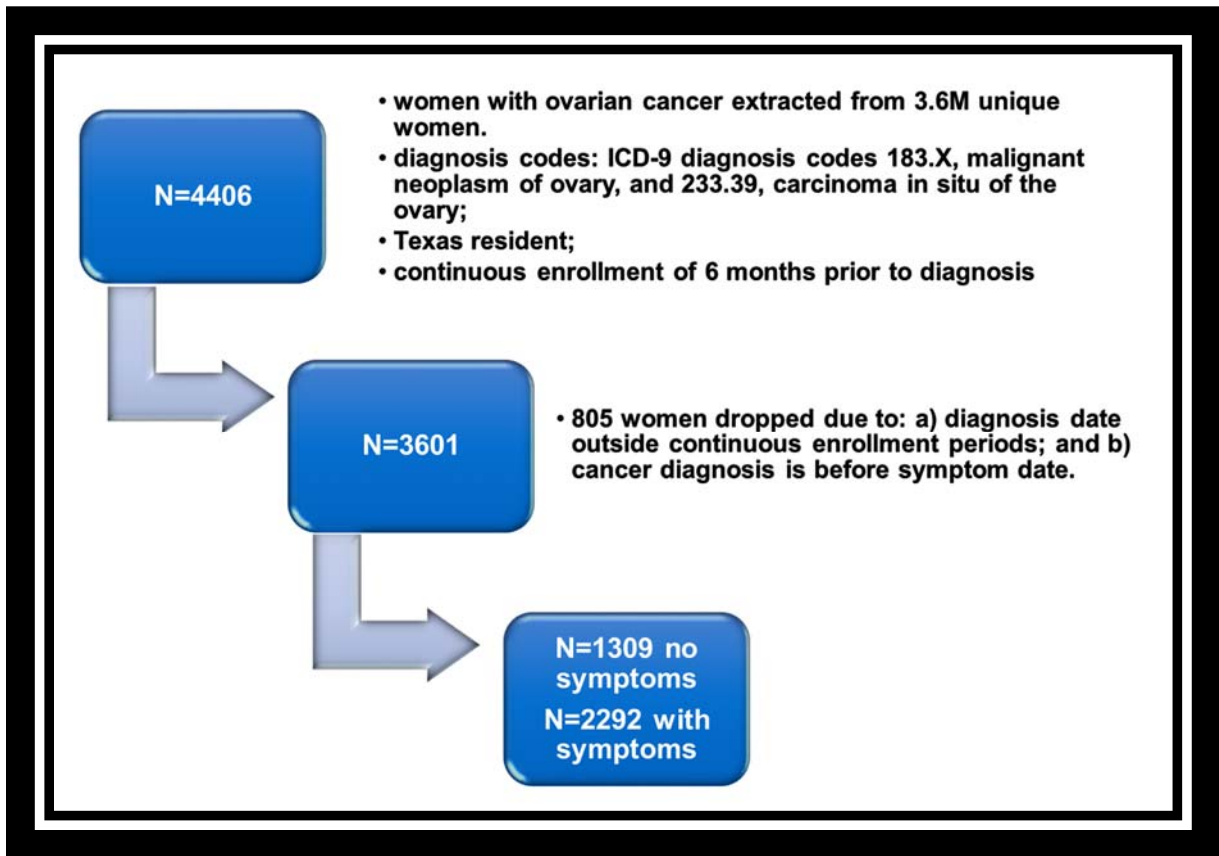 N=4406
• women with ovarian cancer extracted from 3.6M unique
women.
• diagnosis codes: ICD-9 diagnosis codes 183.X, malignant
neoplasm of ovary, and 233.39, carcinoma in situ of the
ovary;
• Texas resident;
• continuous enrollment of 6 months prior to diagnosis
N=3601
• 805 women dropped due to: a) diagnosis date
outside continuous enrollment periods; and b)
cancer diagnosis is before symptom date.
N=1309 no
symptoms
N=2292 with
symptoms